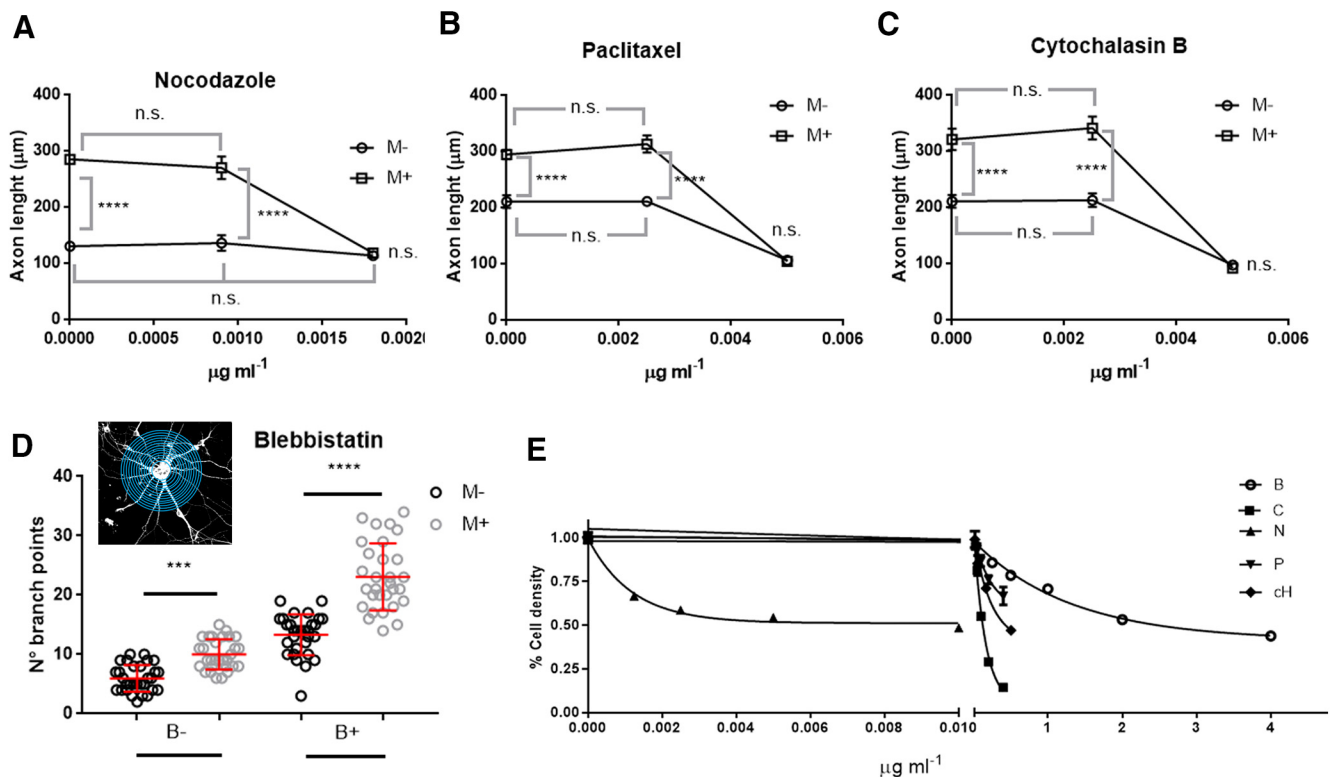 A
Nocodazole
400
300
200
100
0
Axon lenght (μm)
n.s.
****
****
n.s.
n.s.
M-
M+
0.0000
0.0005
0.0010
0.0015
μg ml⁻¹
B
Paclitaxel
400
300
200
100
0
Axon lenght (μm)
n.s.
****
****
n.s.
n.s.
M-
M+
0.000
0.002
0.004
0.006
μg ml⁻¹
C
Cytochalasin B
400
300
200
100
0
Axon lenght (μm)
n.s.
****
****
n.s.
n.s.
M-
M+
0.000
0.002
0.004
0.006
μg ml⁻¹
D
Blebbistatin
40
30
20
10
0
N° branch points
***
****
M-
M+
B-
B+
E
1.00
0.75
0.50
0.25
0.00
% Cell density
B
C
N
P
cH
0.000
0.002
0.004
0.006
0.008
0.010
0
1
2
3
4
μg ml⁻¹